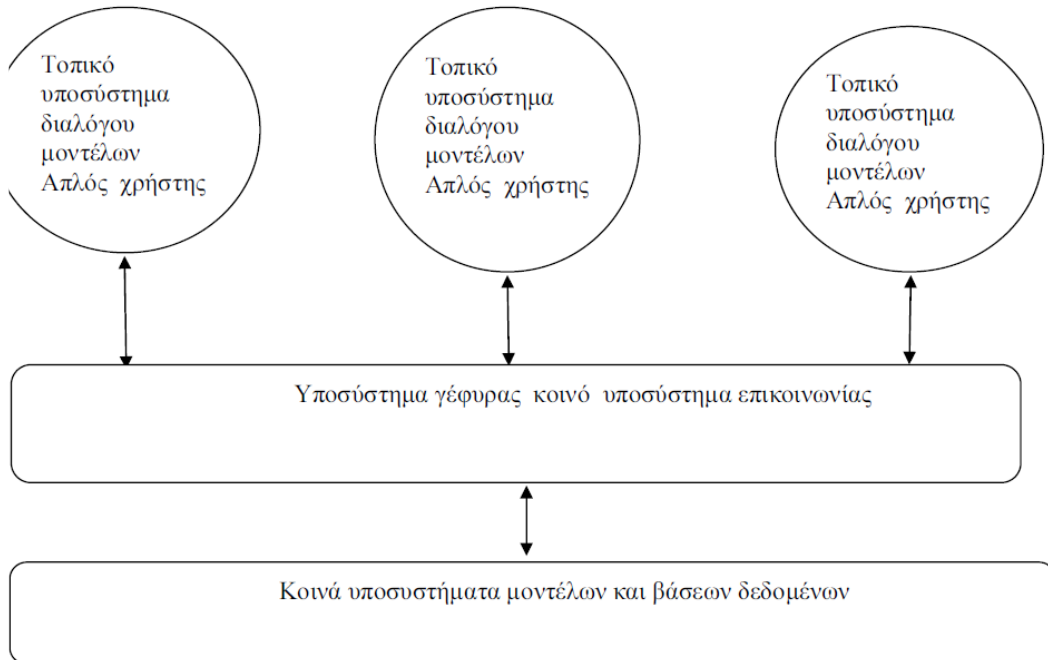 Τοπικό
υποσύστημα
διαλόγου
μοντέλων
Απλός χρήστης
Τοπικό
υποσύστημα
διαλόγου
μοντέλων
Απλός χρήστης
Τοπικό
υποσύστημα
διαλόγου
μοντέλων
Απλός χρήστης
Υποσύστημα γέφυρας κοινό υποσύστημα επικοινωνίας
Κοινά υποσυστήματα μοντέλων και βάσεων δεδομένων